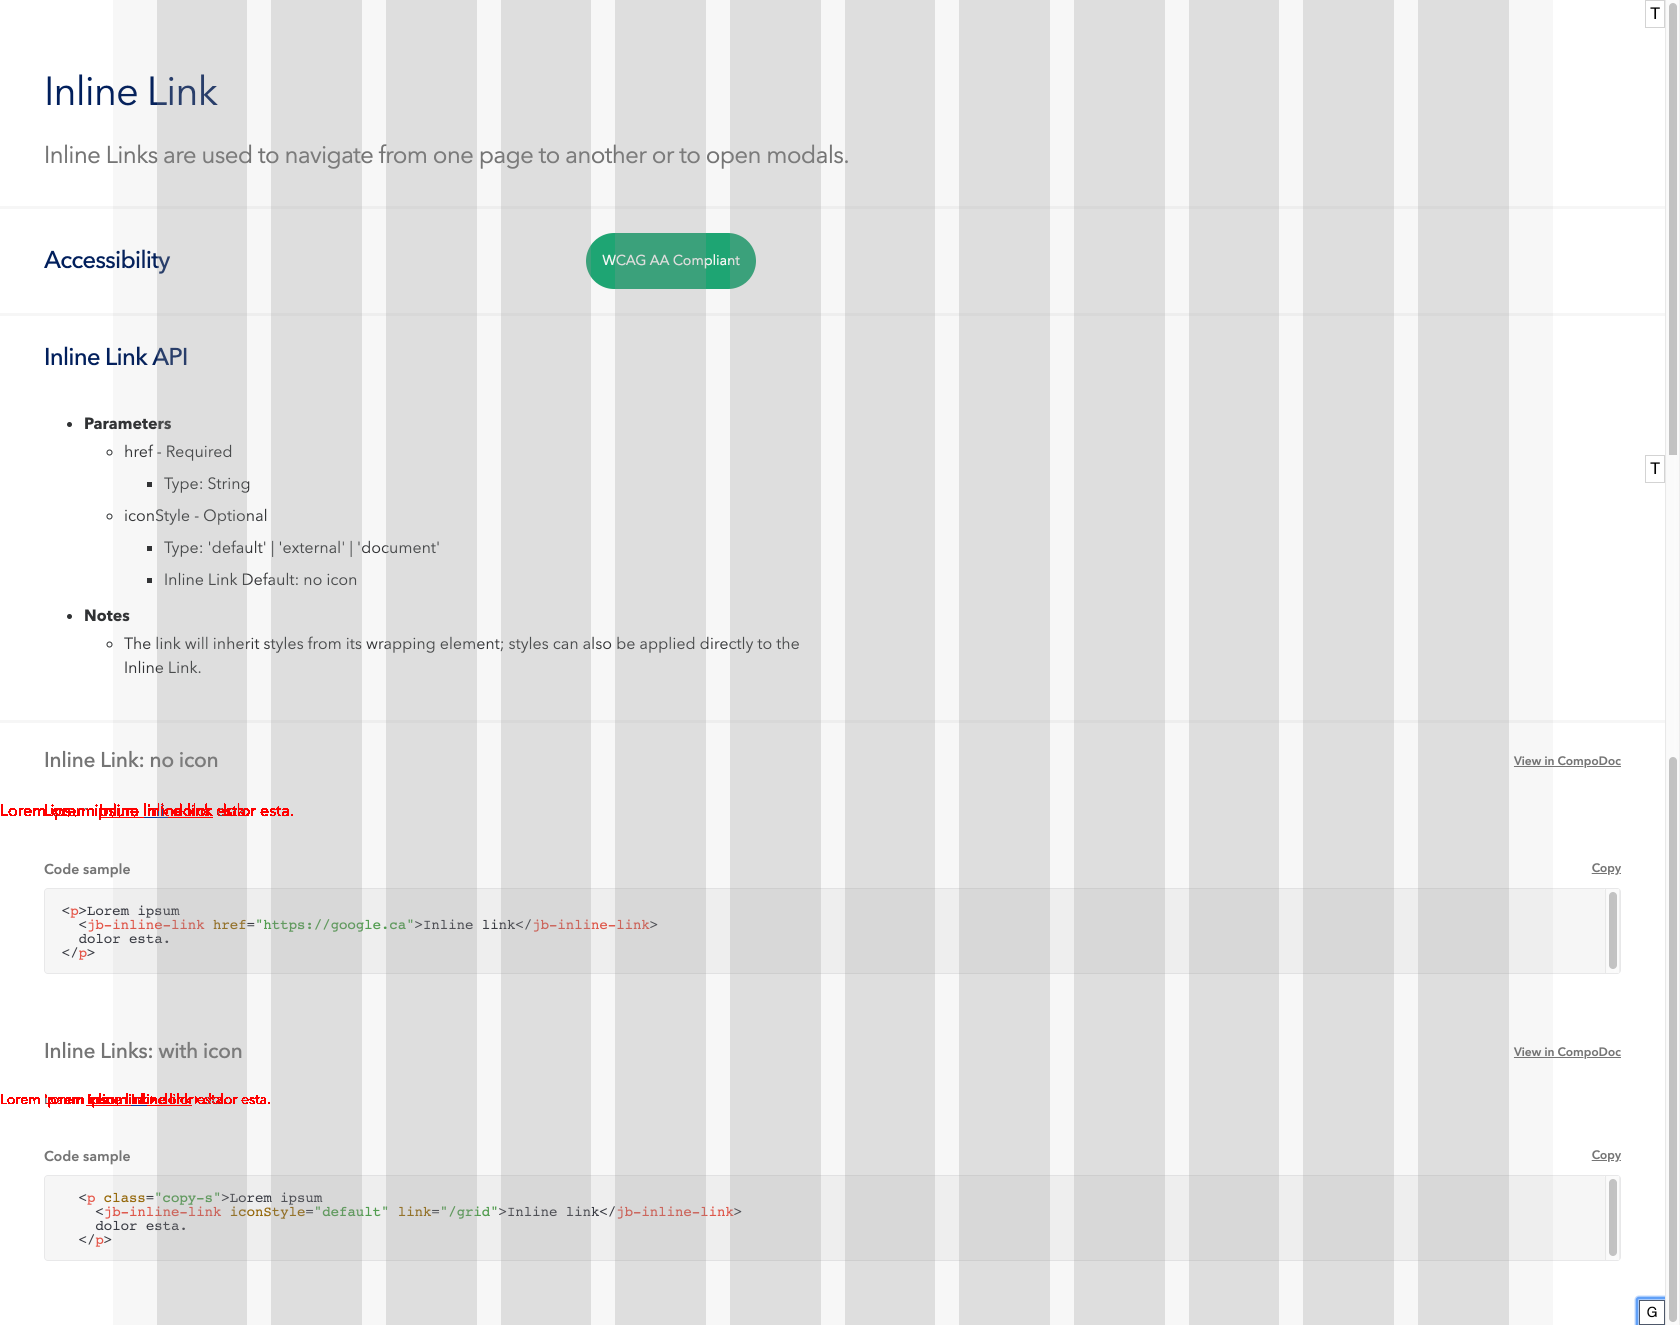 T
Inline Link
Inline Links are used to navigate from one page to another or to open modals.
Accessibility
WCAG AA Compliant
Inline Link API
Parameters
href - Required
Type: String
T
iconStyle - Optional
Type: 'default' | 'external' | 'document'
Inline Link Default: no icon
Notes
The link will inherit styles from its wrapping element; styles can also be applied directly to the
Inline Link.
Inline Link: no icon
View in CompoDoc
Code sample
Copy
<p>Lorem ipsum
<jb-inline-link href="https://google.ca">Inline link</jb-inline-link>
dolor esta.
</p>
Inline Links: with icon
View in CompoDoc
Code sample
Copy
<p class="copy-s">Lorem ipsum
<jb-inline-link iconStyle="default" link="/grid">Inline link</jb-inline-link>
dolor esta.
</p>
G